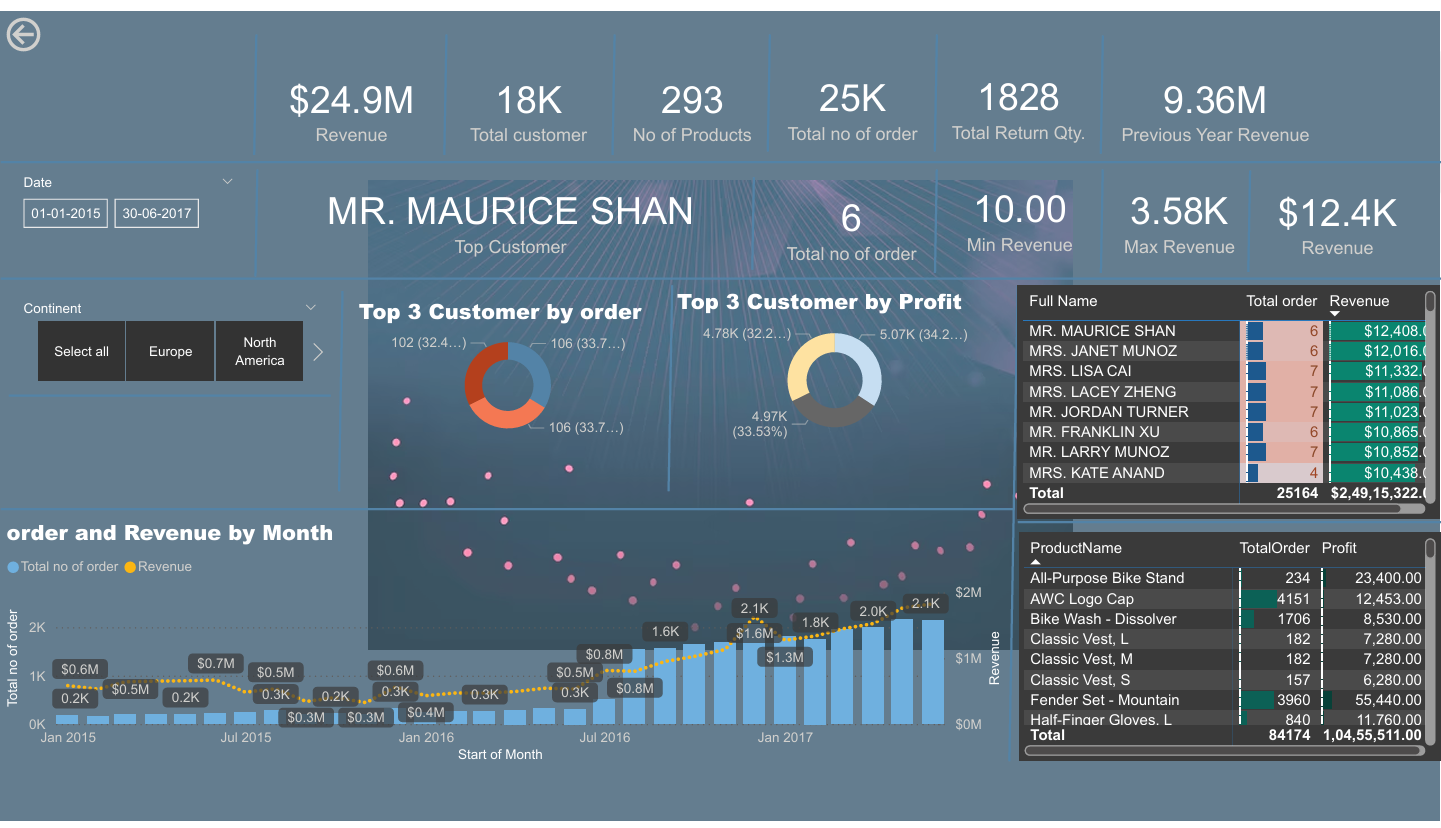 $24.9M
Revenue
18K
Total customer
293
No of Products
25K
Total no of order
1828
Total Return Qty.
9.36M
Previous Year Revenue
Date
01-01-2015 30-06-2017
MR. MAURICE SHAN
Top Customer
6
Total no of order
10.00
Min Revenue
3.58K
Max Revenue
$12.4K
Revenue
Continent
Select all
Europe
North
America
Top 3 Customer by order
102 (32.4...)
106 (33.7...)
106 (33.7...)
Top 3 Customer by Profit
4.78K (32.2...)
5.07K (34.2...)
4.97K
(33.53%)
Full Name Total order Revenue
MR. MAURICE SHAN 6 $12,408.
MRS. JANET MUNOZ 6 $12,016.
MRS. LISA CAI 7 $11,332.
MRS. LACEY ZHENG 7 $11,086.
MR. JORDAN TURNER 7 $11,023.
MR. FRANKLIN XU 6 $10,865.
MR. LARRY MUNOZ 7 $10,852.
MRS. KATE ANAND 4 $10,438.
Total 25164 $2,49,15,322.
order and Revenue by Month
Total no of order Revenue
Total no of order
2K
1K
0K
$0.6M
0.2K
$0.5M
0.2K
$0.7M
$0.5M
0.3K
$0.3M
0.2K
$0.3M
$0.6M
0.3K
$0.4M
0.3K
$0.5M
0.3K
$0.8M
$0.8M
1.6K
2.1K
$1.6M
$1.3M
1.8K
2.0K
2.1K
$2M
$1M
$0M
Revenue
Jan 2015 Jul 2015 Jan 2016 Jul 2016 Jan 2017
Start of Month
ProductName TotalOrder Profit
All-Purpose Bike Stand 234 23,400.00
AWC Logo Cap 4151 12,453.00
Bike Wash - Dissolver 1706 8,530.00
Classic Vest, L 182 7,280.00
Classic Vest, M 182 7,280.00
Classic Vest, S 157 6,280.00
Fender Set - Mountain 3960 55,440.00
Half-Finger Gloves, L 840 11,760.00
Total 84174 1,04,55,511.00